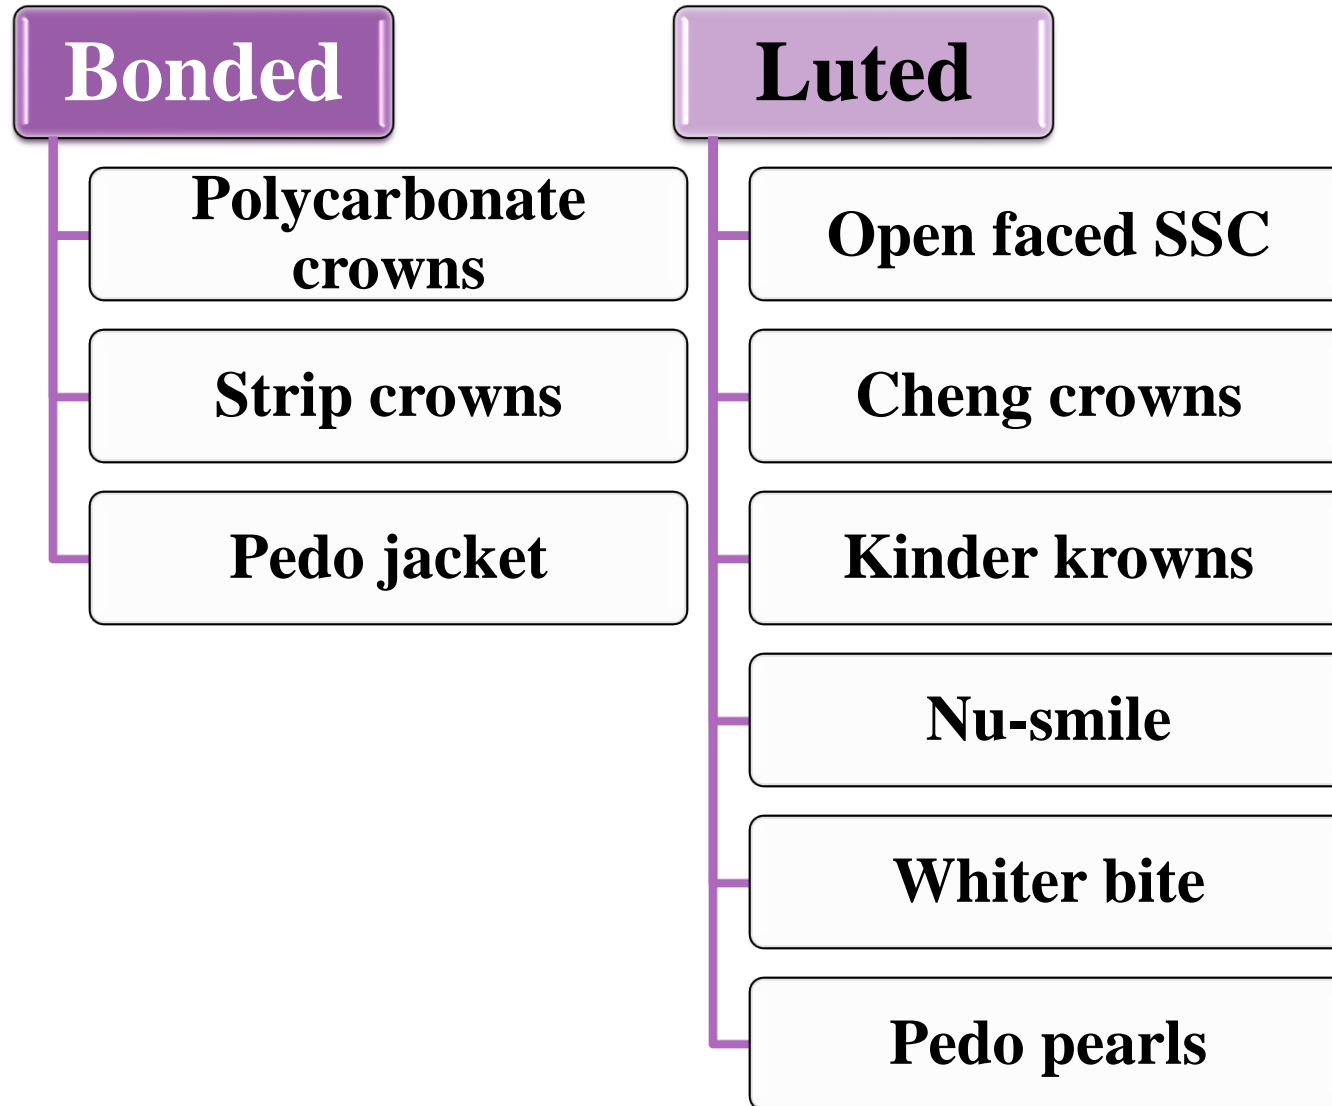 Bonded
Polycarbonate
crowns
Strip crowns
Pedo jacket
Luted
Open faced SSC
Cheng crowns
Kinder krowns
Nu-smile
Whiter bite
Pedo pearls